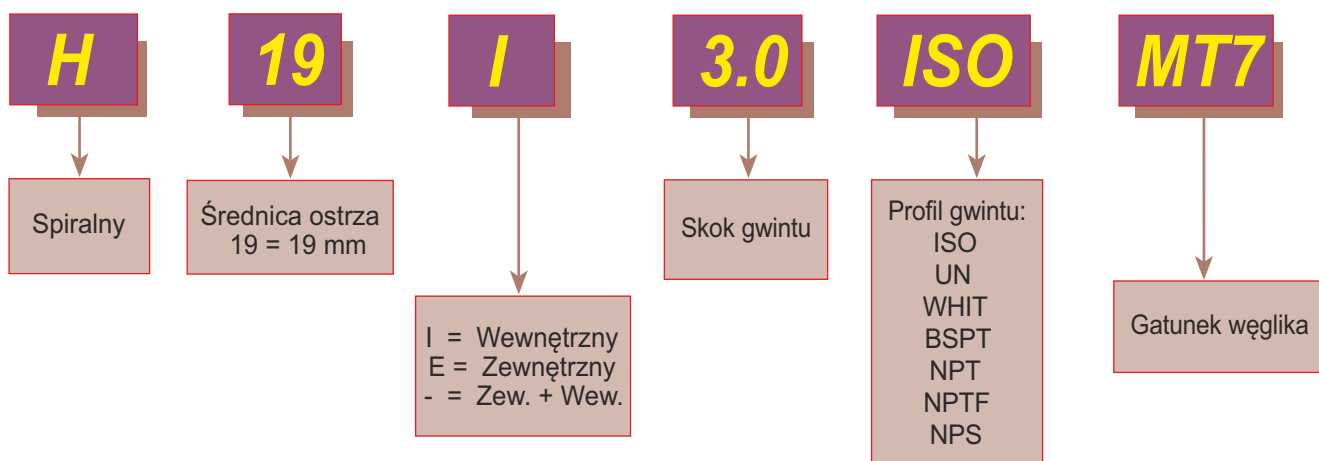 H 19 I 3.0 ISO MT7
Spiralny
Średnica ostrza
19 = 19 mm
I = Wewnętrzny
E = Zewnętrzny
- = Zew. + Wew.
Skok gwintu
Profil gwintu:
ISO
UN
WHIT
BSPT
NPT
NPTF
NPS
Gatunek węglika